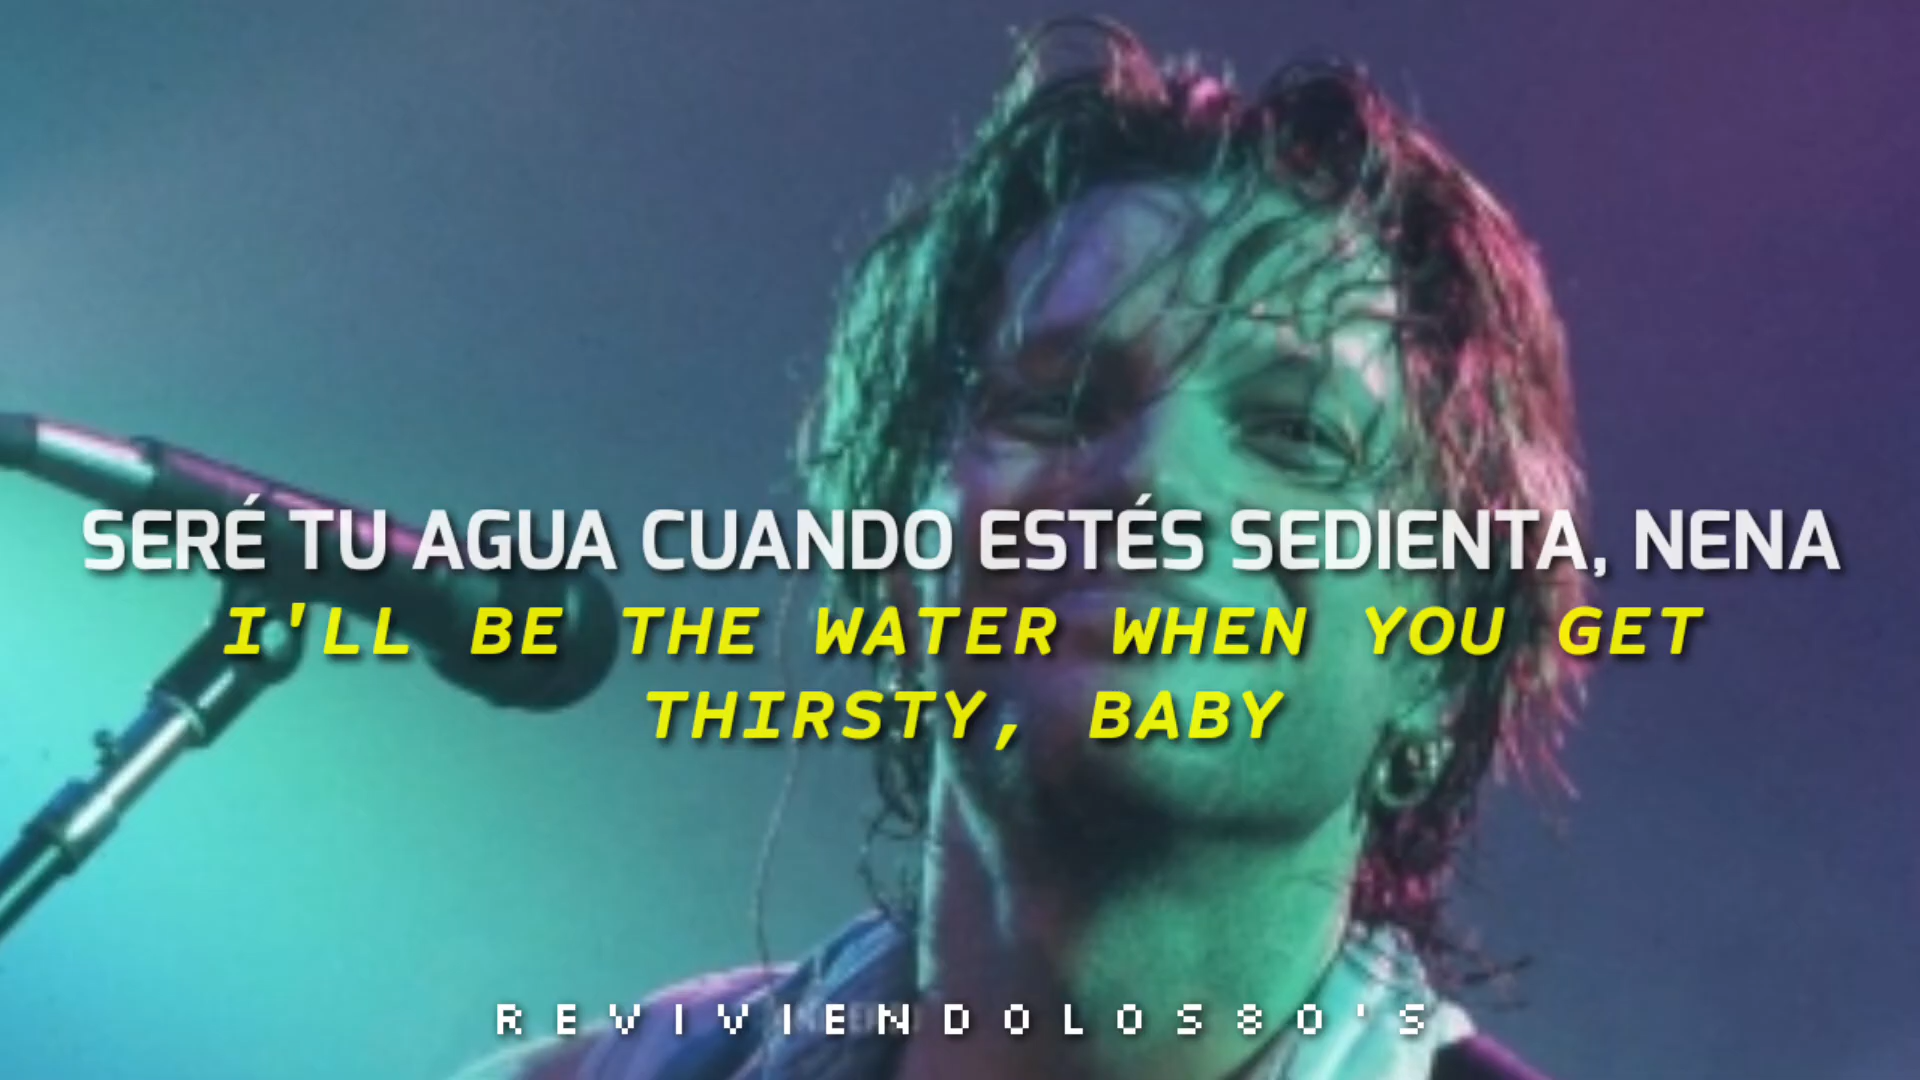 SERÉ TU AGUA CUANDO ESTÉS SEDIENTA, NENA
I'LL BE THE WATER WHEN YOU GET
THIRSTY, BABY
REVIVIENDOLOS80'S